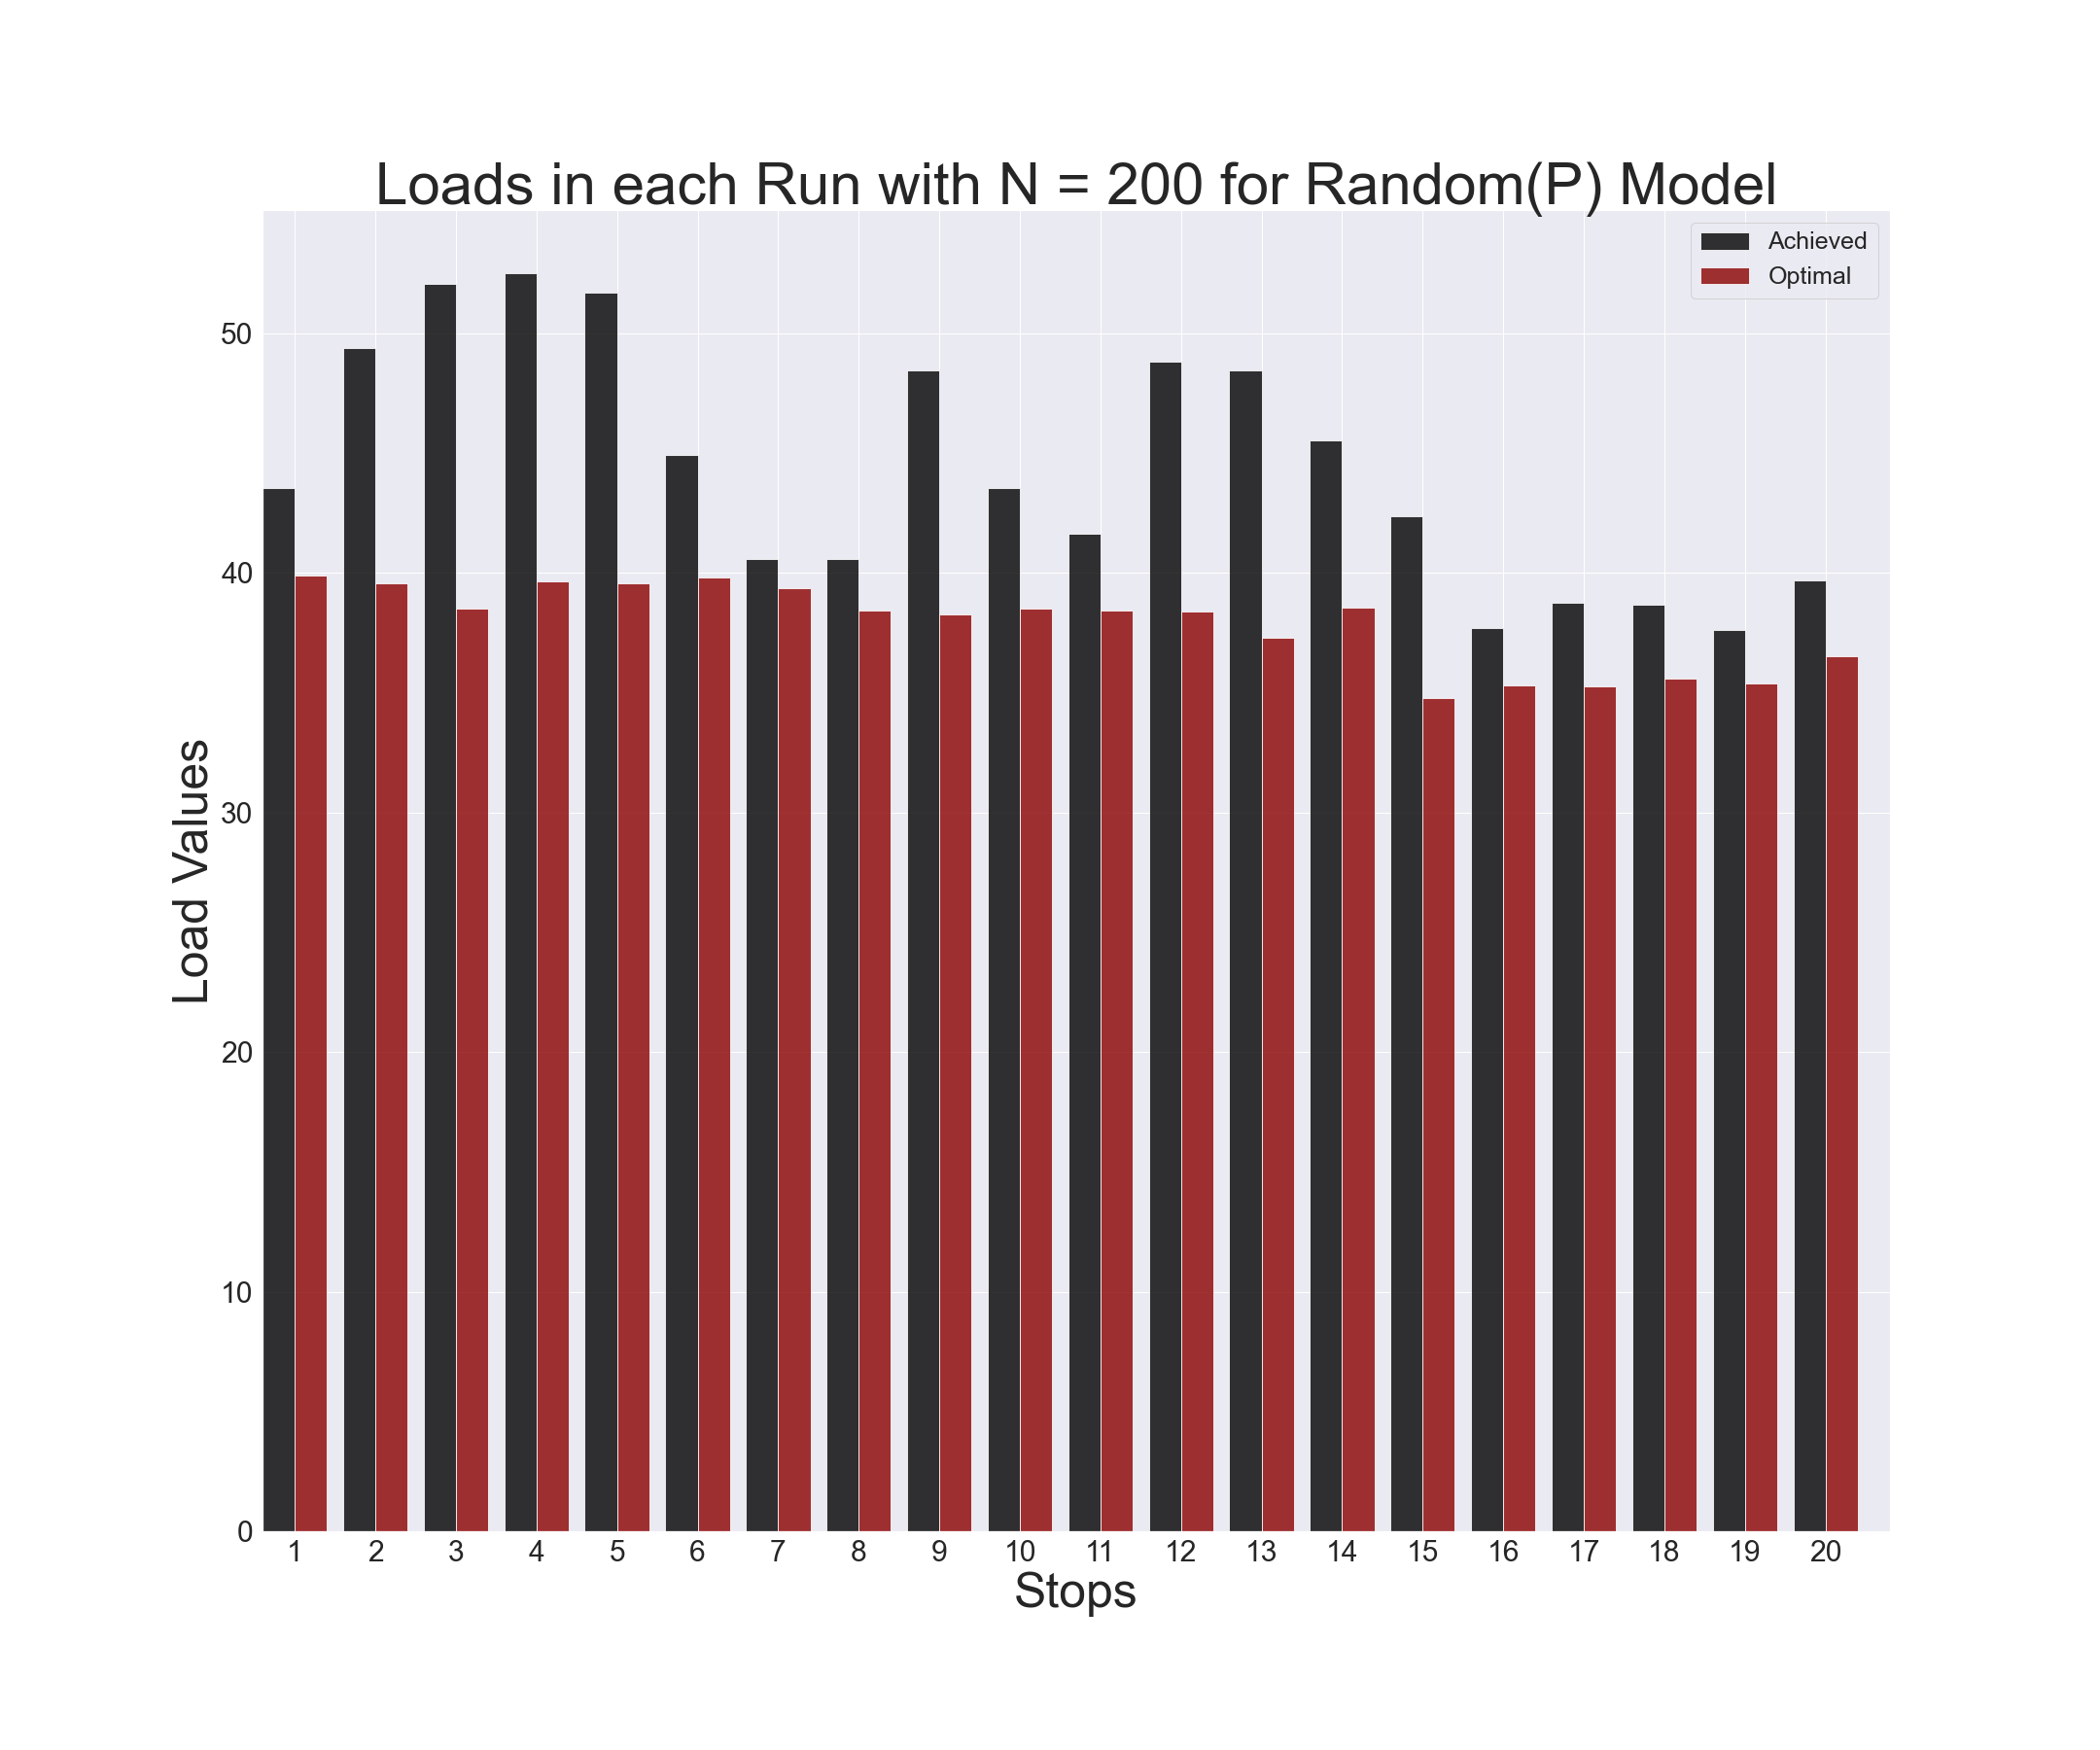 Loads in each Run with N = 200 for Random(P) Model
Achieved
Optimal
50
40
30
20
10
0
Load Values
1 2 3 4 5 6 7 8 9 10 11 12 13 14 15 16 17 18 19 20
Stops